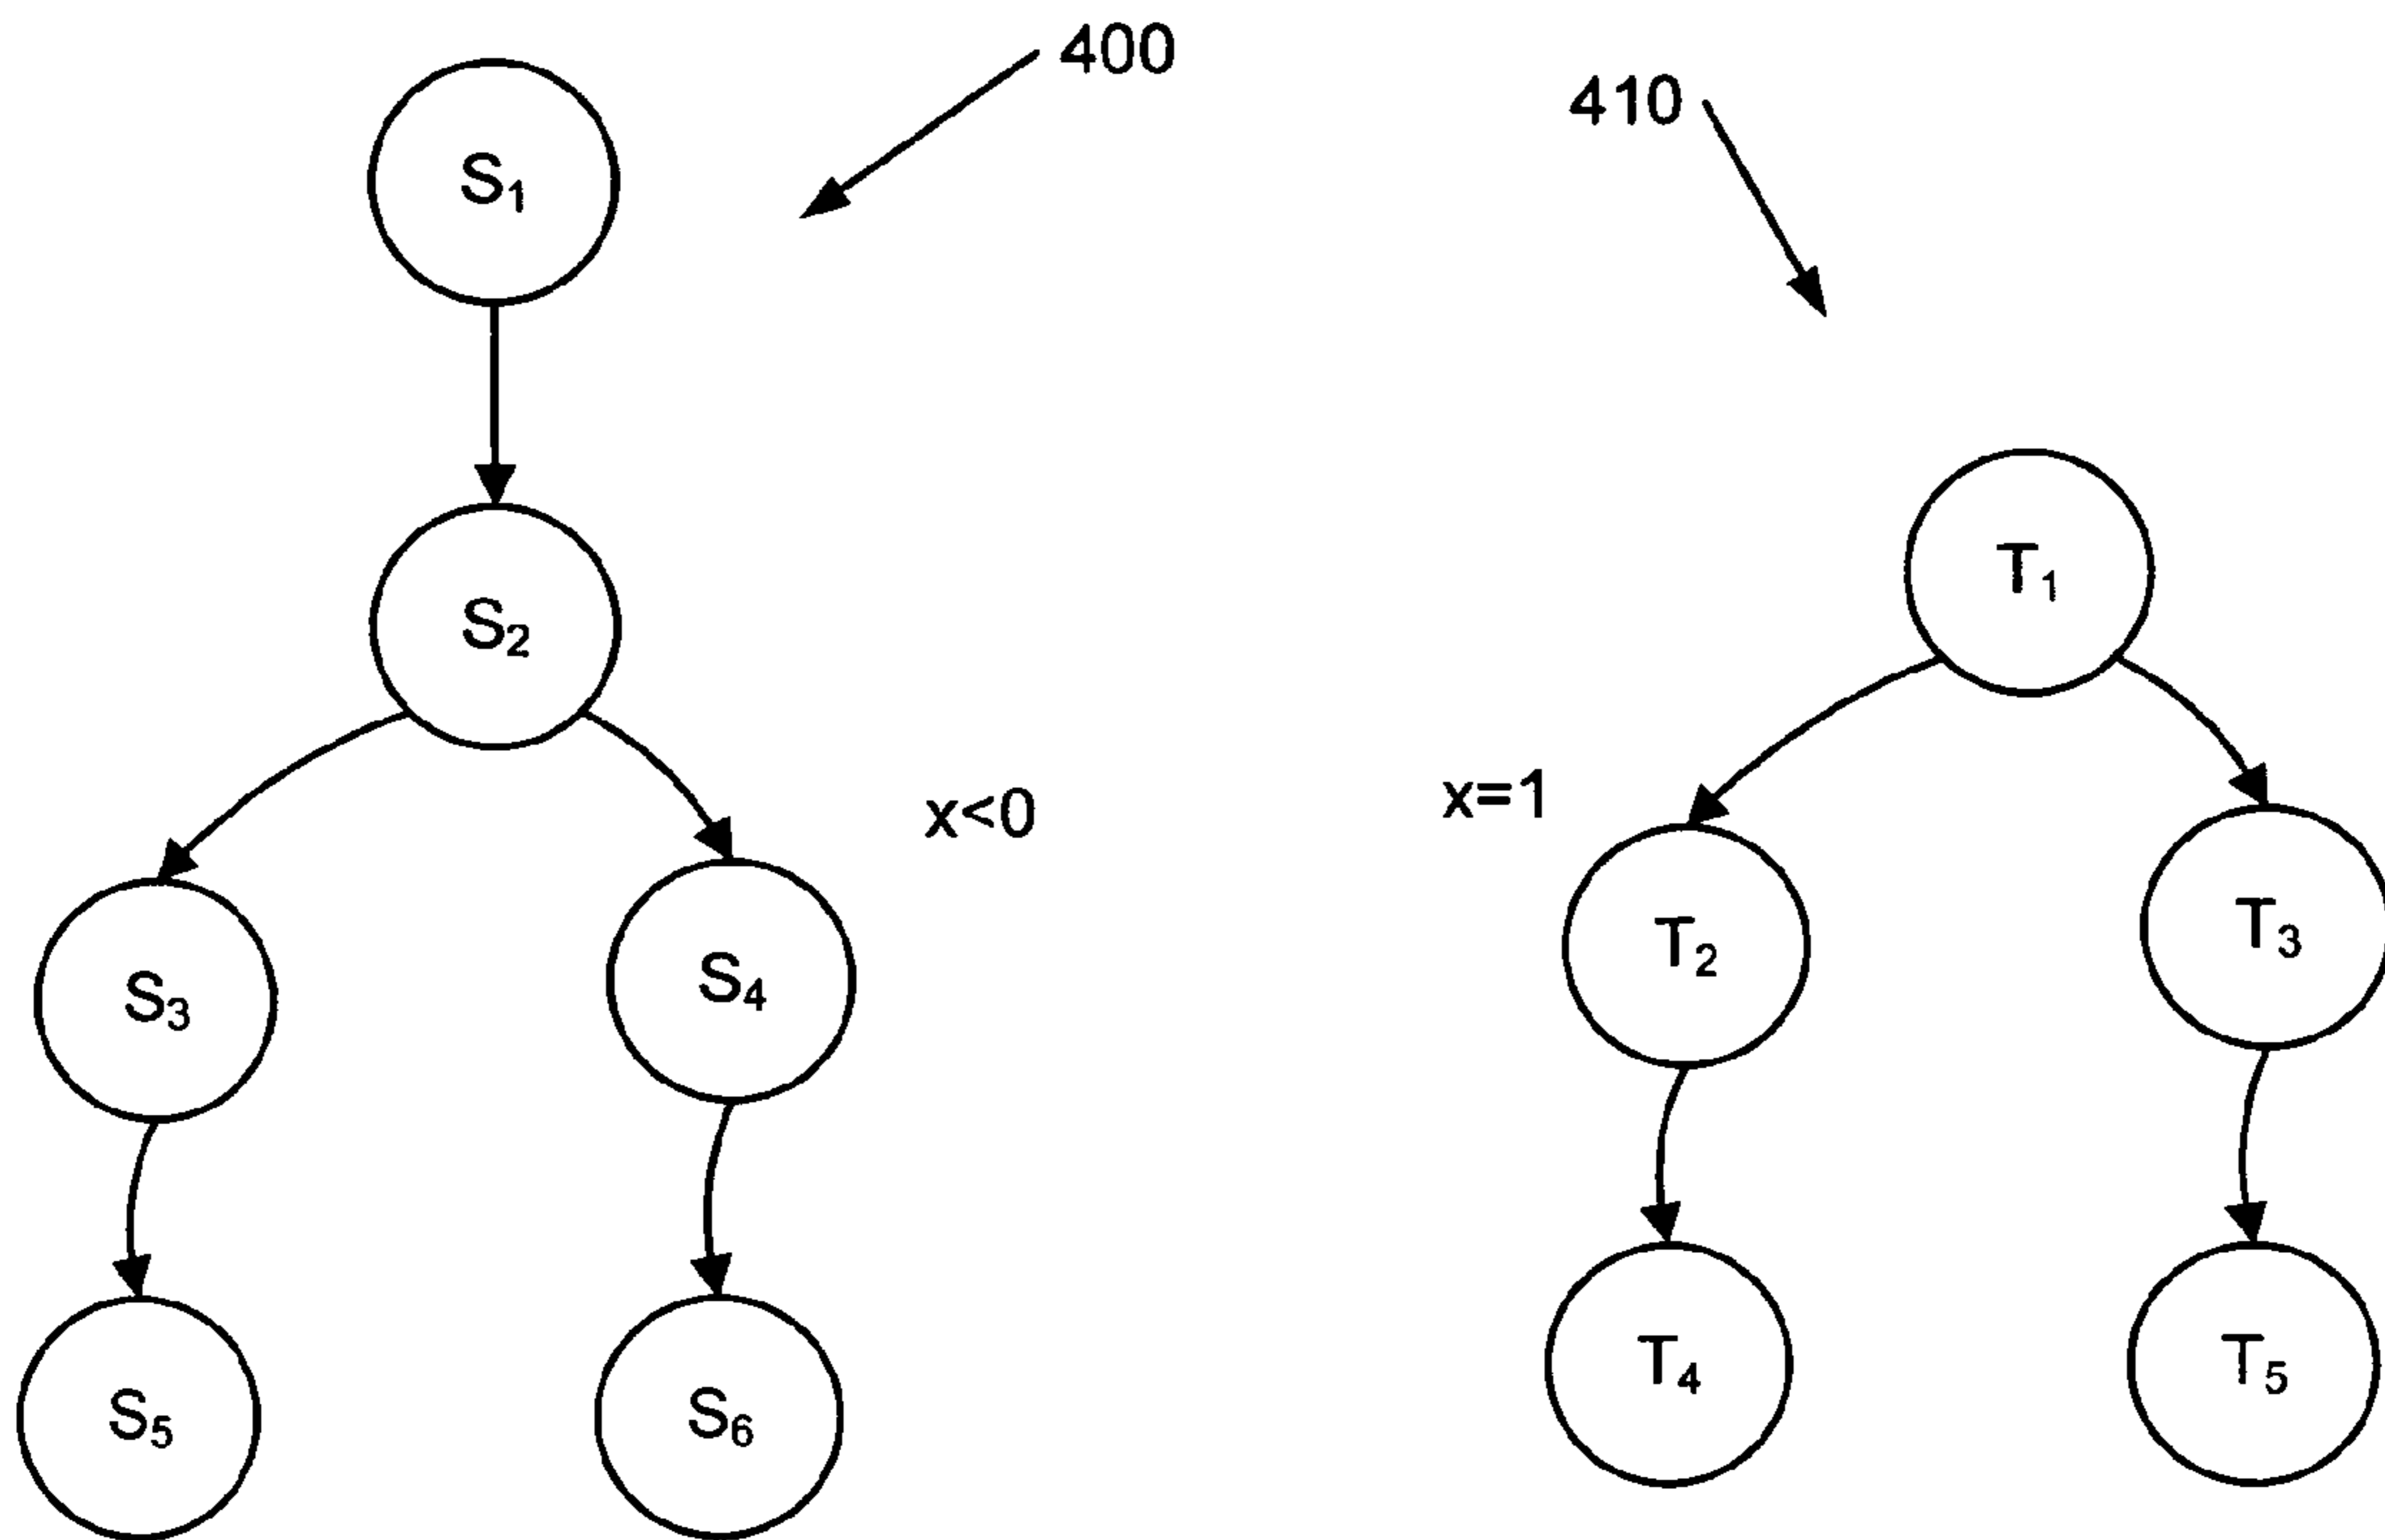 400
410
S₁
T₁
S₂
x<0
x=1
T₂
T₃
S₃
S₄
T₄
T₅
S₅
S₆